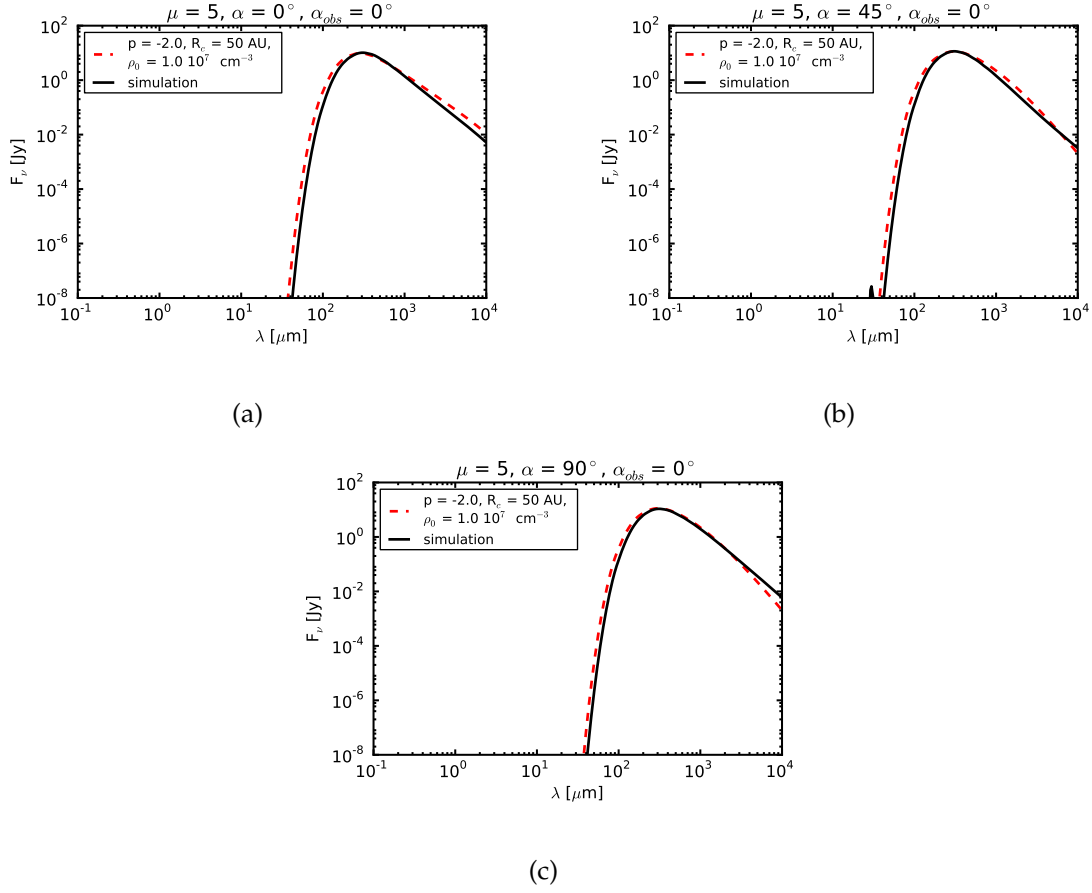 μ = 5, α = 0°, α_obs = 0°
p = -2.0, R_c = 50 AU,
ρ_0 = 1.0 10^7 cm^-3
simulation
F_ν [Jy]
10^2
10^0
10^-2
10^-4
10^-6
10^-8
10^-1 10^0 10^1 10^2 10^3 10^4
λ [μm]
(a)
μ = 5, α = 45°, α_obs = 0°
p = -2.0, R_c = 50 AU,
ρ_0 = 1.0 10^7 cm^-3
simulation
F_ν [Jy]
10^2
10^0
10^-2
10^-4
10^-6
10^-8
10^-1 10^0 10^1 10^2 10^3 10^4
λ [μm]
(b)
μ = 5, α = 90°, α_obs = 0°
p = -2.0, R_c = 50 AU,
ρ_0 = 1.0 10^7 cm^-3
simulation
F_ν [Jy]
10^2
10^0
10^-2
10^-4
10^-6
10^-8
10^-1 10^0 10^1 10^2 10^3 10^4
λ [μm]
(c)